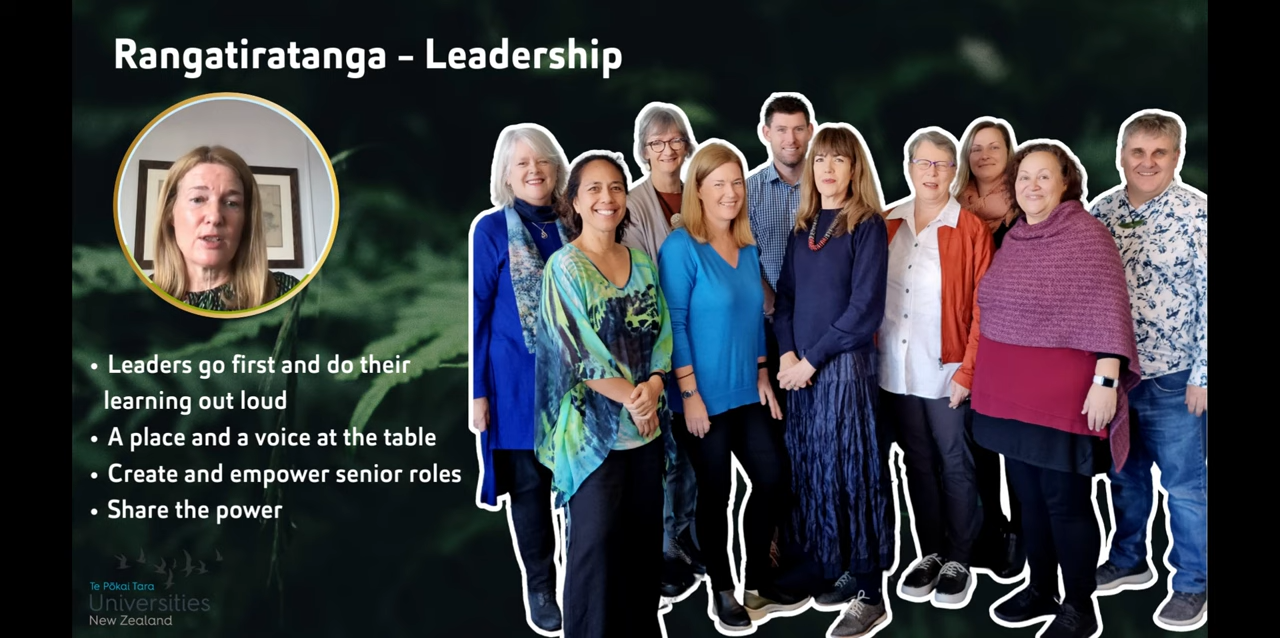 Rangatiratanga – Leadership
• Leaders go first and do their
learning out loud
• A place and a voice at the table
• Create and empower senior roles
• Share the power
Te Pōkai Tara
Universities
New Zealand